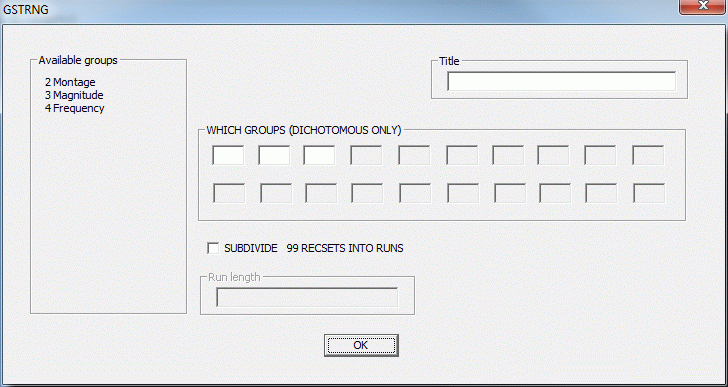 GSTRNG
Available groups
2 Montage
3 Magnitude
4 Frequency
Title
WHICH GROUPS (DICHOTOMOUS ONLY)
SUBDIVIDE 99 RECSETS INTO RUNS
Run length
OK